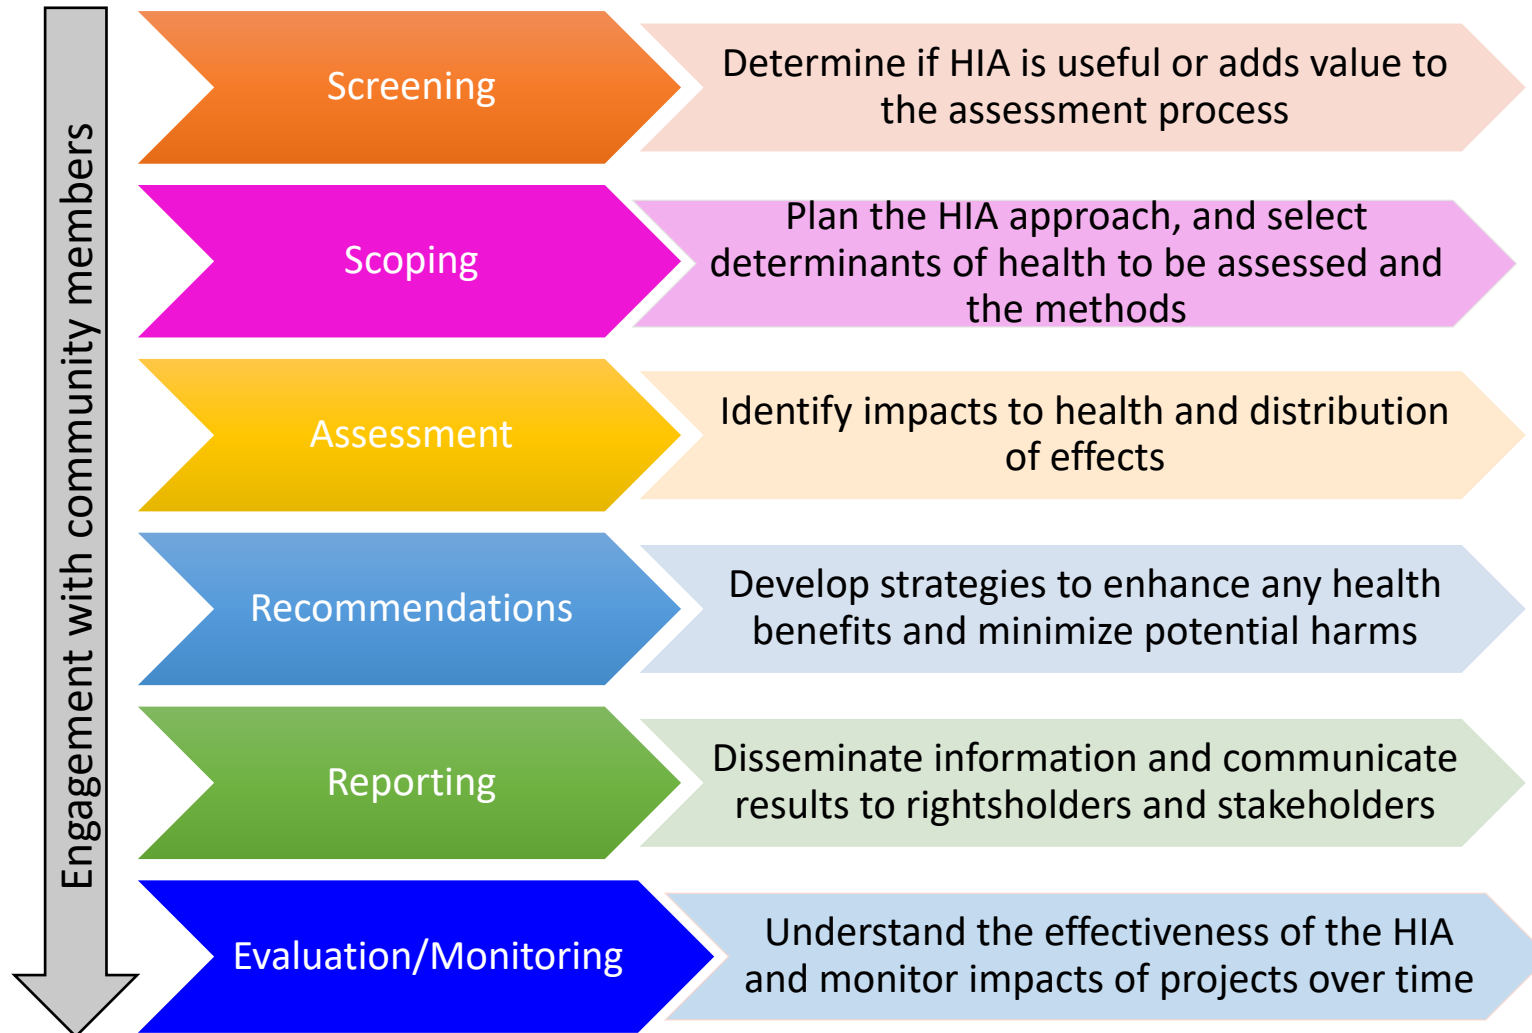 Engagement with community members
Screening
Determine if HIA is useful or adds value to
the assessment process
Scoping
Plan the HIA approach, and select
determinants of health to be assessed and
the methods
Assessment
Identify impacts to health and distribution
of effects
Recommendations
Develop strategies to enhance any health
benefits and minimize potential harms
Reporting
Disseminate information and communicate
results to rightsholders and stakeholders
Evaluation/Monitoring
Understand the effectiveness of the HIA
and monitor impacts of projects over time